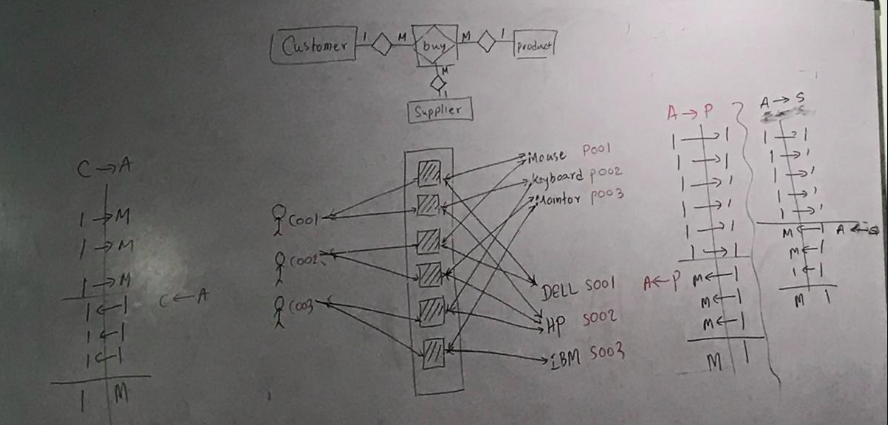 Customer 1 M buy M 1 product
M
1
Supplier
C → A
1 → M
1 → M
1 → M
C ← A
1 ← 1
1 ← 1
1 ← 1
1 M
C001
C002
C003
Mouse P001
Keyboard P002
Monitor P003
DELL S001
HP S002
IBM S003
A → P
1 → 1
1 → 1
1 → 1
1 → 1
1 → 1
1 → 1
A ← P
M ← 1
M ← 1
M ← 1
M 1
A → S
1 → 1
1 → 1
1 → 1
1 → 1
1 → 1
M ← 1 A ← S
M ← 1
1 ← 1
M 1